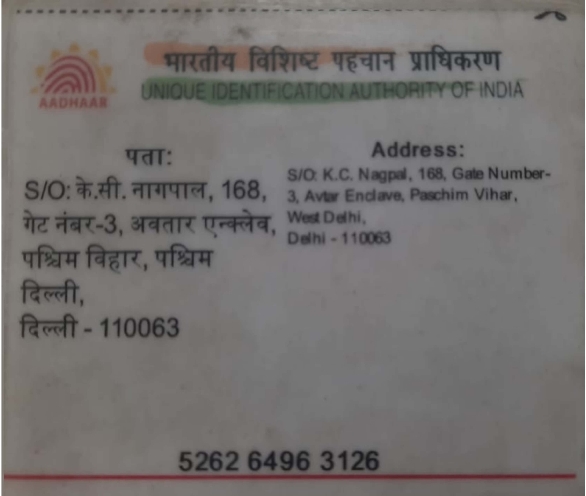 भारतीय विशिष्ट पहचान प्राधिकरण
UNIQUE IDENTIFICATION AUTHORITY OF INDIA
AADHAAR
पता:
S/O: के.सी. नागपाल, 168,
गेट नंबर-3, अवतार एन्क्लेव,
पश्चिम विहार, पश्चिम
दिल्ली,
दिल्ली - 110063
Address:
S/O: K.C. Nagpal, 168, Gate Number-
3, Avtar Enclave, Paschim Vihar,
West Delhi,
Delhi - 110063
5262 6496 3126